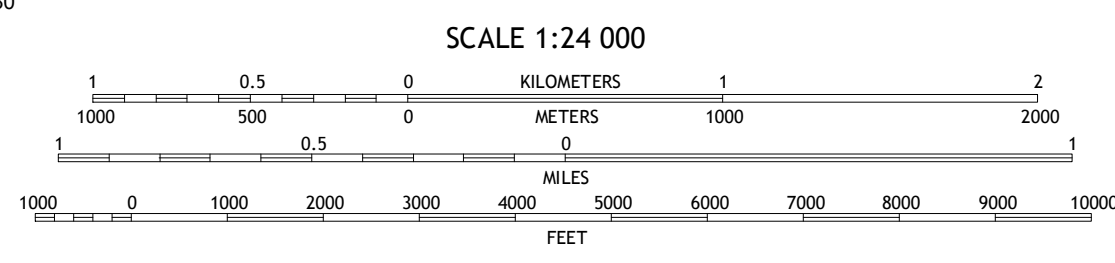 SCALE 1:24 000
1 0.5 0 KILOMETERS 1 2
1000 500 0 METERS 1000 2000
1 0.5 0 1
MILES
1000 0 1000 2000 3000 4000 5000 6000 7000 8000 9000 10000
FEET